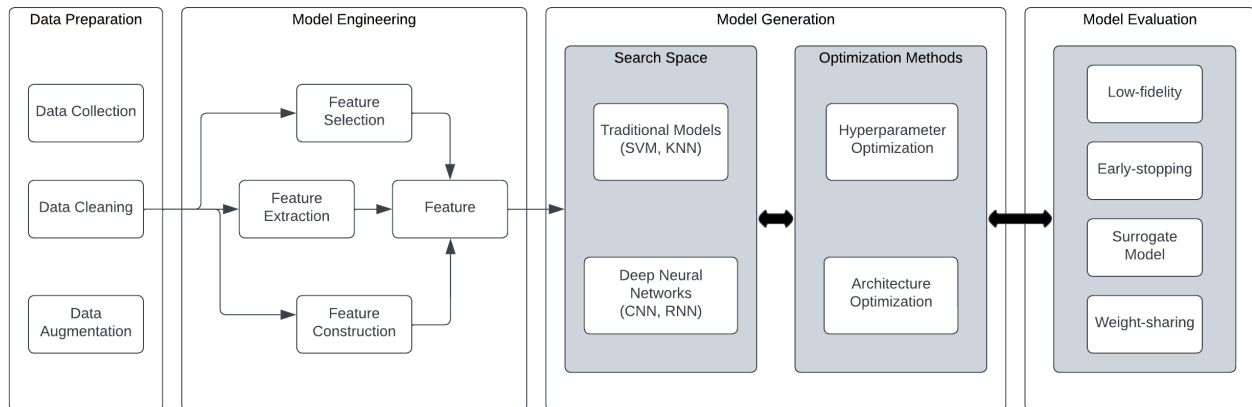 Data Preparation
Data Collection
Data Cleaning
Data
Augmentation
Model Engineering
Feature
Selection
Feature
Extraction
Feature
Feature
Construction
Model Generation
Search Space
Traditional Models
(SVM, KNN)
Deep Neural
Networks
(CNN, RNN)
Optimization Methods
Hyperparameter
Optimization
Architecture
Optimization
Model Evaluation
Low-fidelity
Early-stopping
Surrogate
Model
Weight-sharing